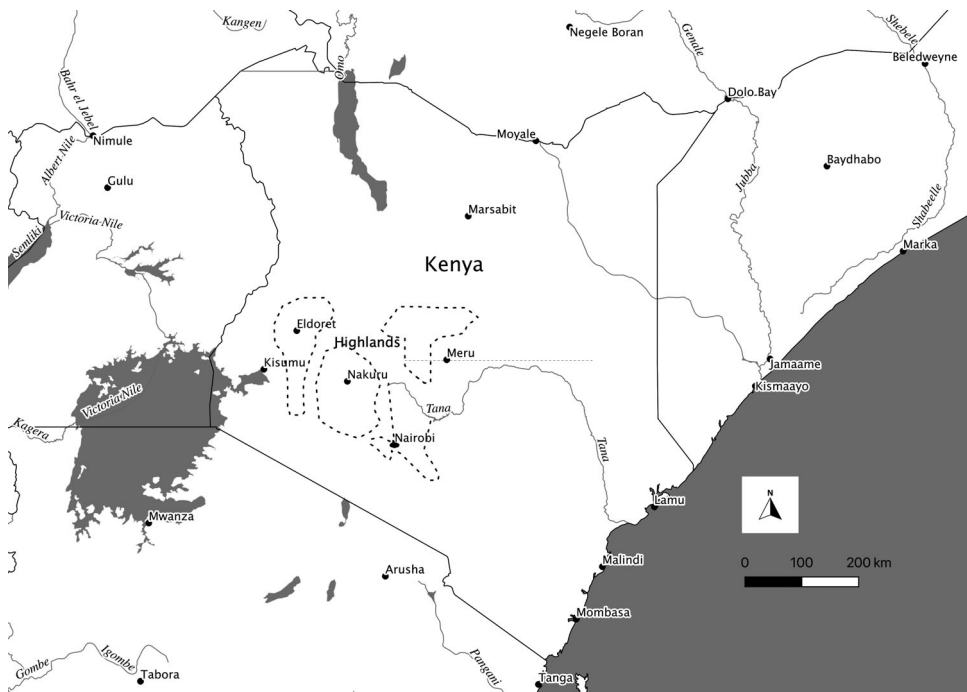 Kangen
Negele Boran
Genale
Shebele
Beledweyne
Omo
Bahr el Jebel
Dolo.Bay
Nimule
Moyale
Albert Nile
Gulu
Baydhabo
Jubba
Marsabit
Shabeelle
Victoria-Nile
Semliki
Marka
Kenya
Eldoret
Highlands
Meru
Kisumu
Jamaame
Nakuru
Kismaayo
Victoria-Nile
Tana
Kagera
Nairobi
Tana
N
Lamu
Mwanza
0 100 200 km
Malindi
Arusha
Mombasa
Igombe
Gombe
Tabora
Pangani
Tanga